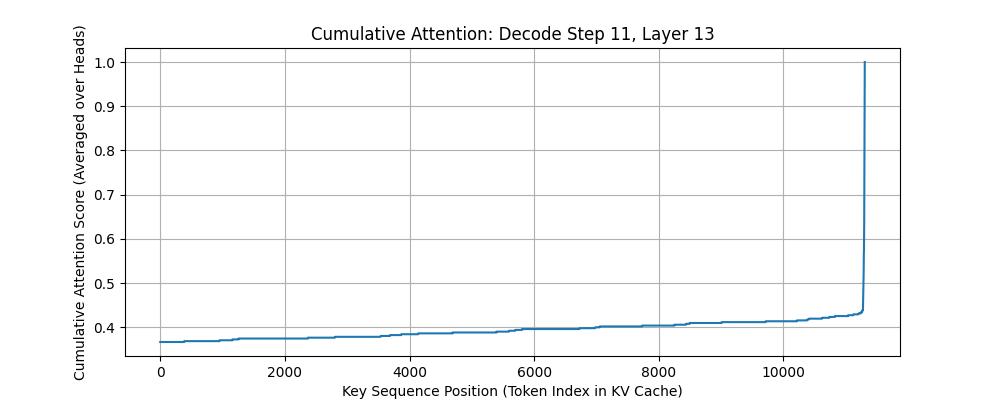 Cumulative Attention: Decode Step 11, Layer 13
Cumulative Attention Score (Averaged over Heads)
1.0
0.9
0.8
0.7
0.6
0.5
0.4
0 2000 4000 6000 8000 10000
Key Sequence Position (Token Index in KV Cache)